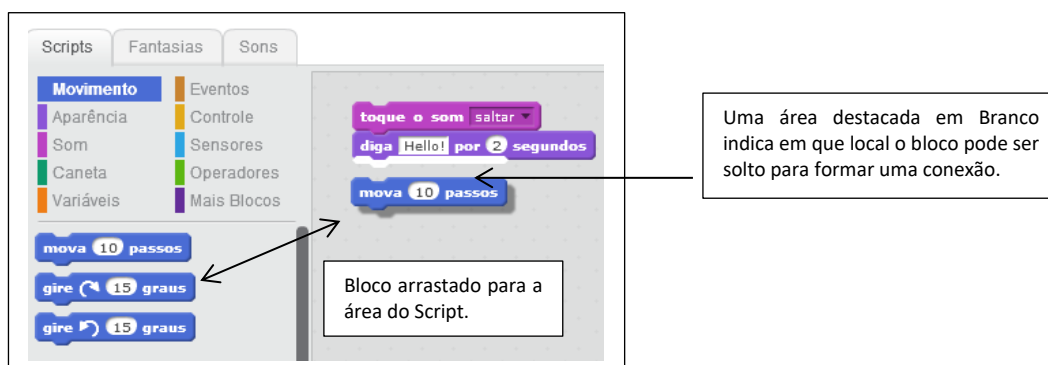 Scripts Fantasias Sons
Movimento Eventos
Aparência Controle
Som Sensores
Caneta Operadores
Variáveis Mais Blocos
mova 10 passos
gire 15 graus
gire 15 graus
toque o som saltar
diga Hello! por 2 segundos
mova 10 passos
Bloco arrastado para a
área do Script.
Uma área destacada em Branco
indica em que local o bloco pode ser
solto para formar uma conexão.